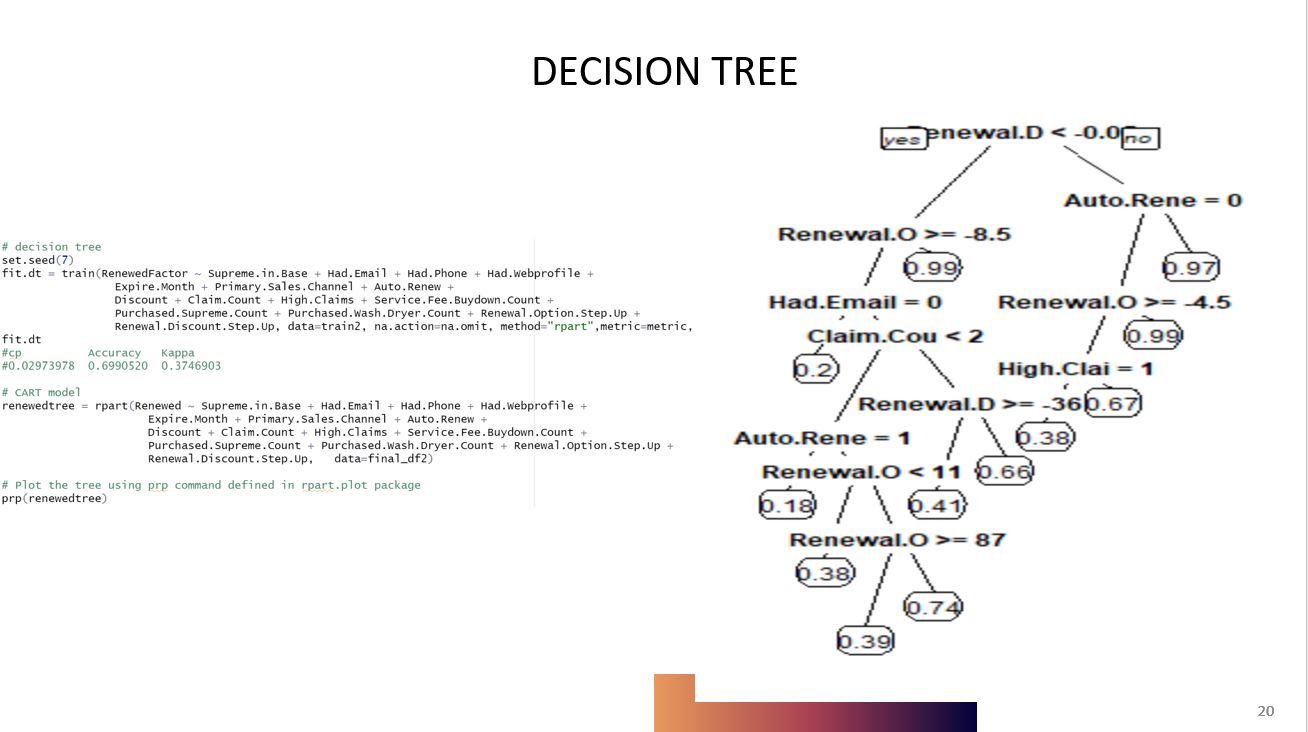 DECISION TREE
# decision tree
set.seed(7)
fit.dt = train(RenewedFactor ~ Supreme.in.Base + Had.Email + Had.Phone + Had.Webprofile +
Expire.Month + Primary.Sales.Channel + Auto.Renew +
Discount + Claim.Count + High.Claims + Service.Fee.Buydown.Count +
Purchased.Supreme.Count + Purchased.Wash.Dryer.Count + Renewal.Option.Step.Up +
Renewal.Discount.Step.Up, data=train2, na.action=na.omit, method="rpart",metric=metric,
fit.dt
#cp Accuracy Kappa
#0.02973978 0.6990520 0.3746903
# CART model
renewedtree = rpart(Renewed ~ Supreme.in.Base + Had.Email + Had.Phone + Had.Webprofile +
Expire.Month + Primary.Sales.Channel + Auto.Renew +
Discount + Claim.Count + High.Claims + Service.Fee.Buydown.Count +
Purchased.Supreme.Count + Purchased.Wash.Dryer.Count + Renewal.Option.Step.Up +
Renewal.Discount.Step.Up, data=final_df2)
# Plot the tree using prp command defined in rpart.plot package
prp(renewedtree)
yes enewal.D < -0.0 no
Auto.Rene = 0
Renewal.O >= -8.5
0.99 0.97
Had.Email = 0 Renewal.O >= -4.5
Claim.Cou < 2 0.99
0.2 High.Clai = 1
Renewal.D >= -36 0.67
Auto.Rene = 1 0.38
Renewal.O < 11 0.66
0.18 0.41
Renewal.O >= 87
0.38
0.74
0.39
20